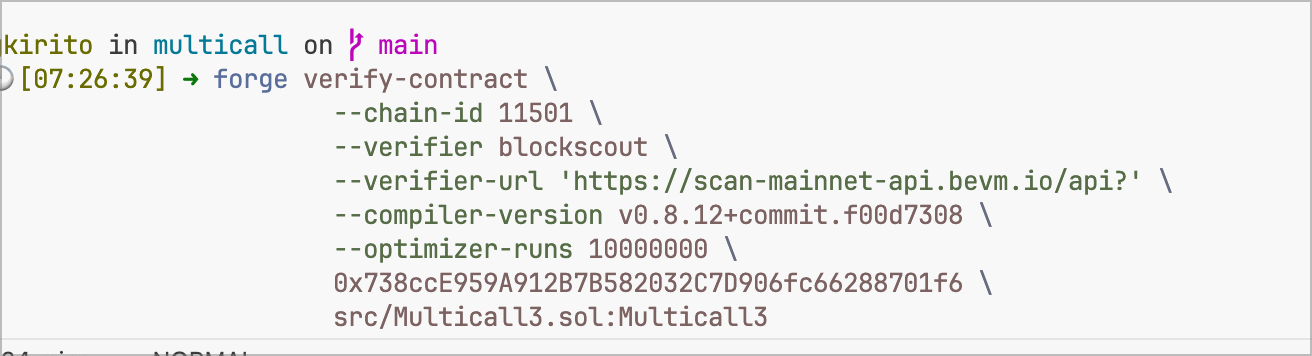 kirito in multicall on main
[07:26:39] ➜ forge verify-contract \
--chain-id 11501 \
--verifier blockscout \
--verifier-url 'https://scan-mainnet-api.bevm.io/api?' \
--compiler-version v0.8.12+commit.f00d7308 \
--optimizer-runs 10000000 \
0x738ccE959A912B7B582032C7D906fc66288701f6 \
src/Multicall3.sol:Multicall3
NORMAL